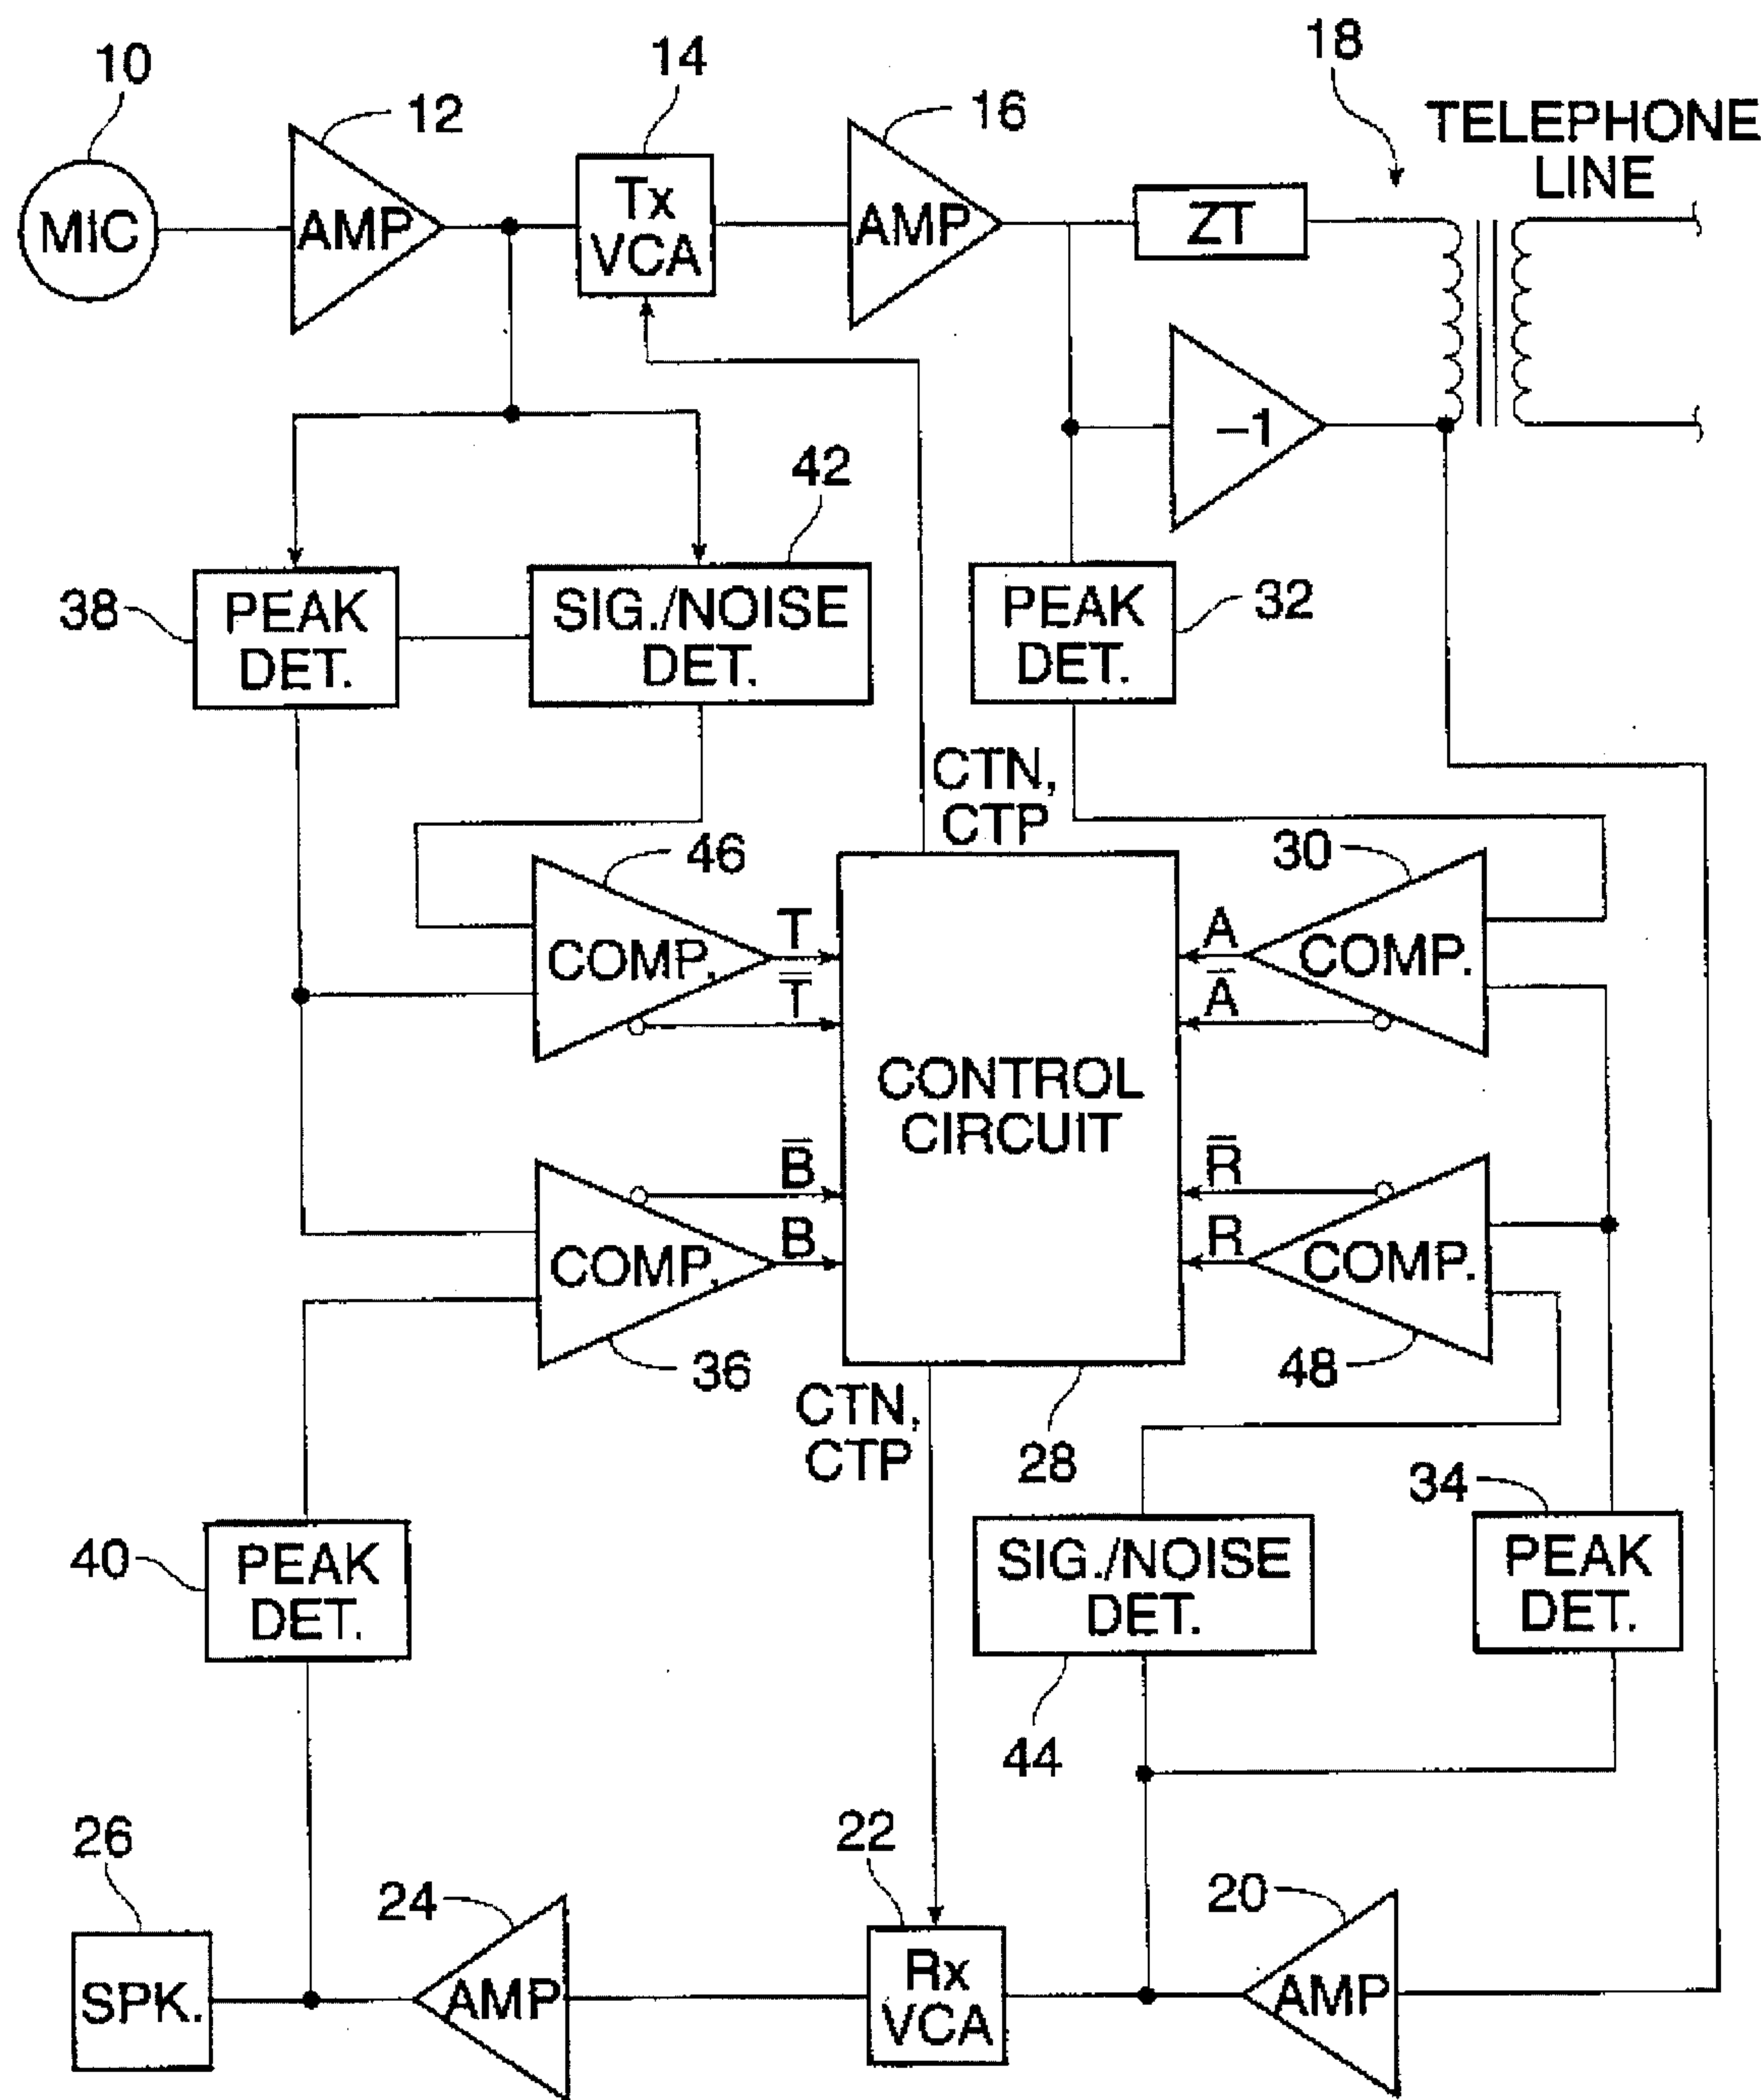 10
14
18
12
16
TELEPHONE
LINE
MIC
AMP
Tx
VCA
AMP
ZT
-1
42
38
PEAK
DET.
SIG./NOISE
DET.
PEAK
DET.
32
CTN,
CTP
46
30
COMP.
T
T̅
A
A̅
COMP.
CONTROL
CIRCUIT
B̅
B
COMP.
R̅
R
COMP.
36
48
CTN,
CTP
28
34
40
PEAK
DET.
SIG./NOISE
DET.
PEAK
DET.
44
26
24
22
20
SPK.
AMP
Rx
VCA
AMP